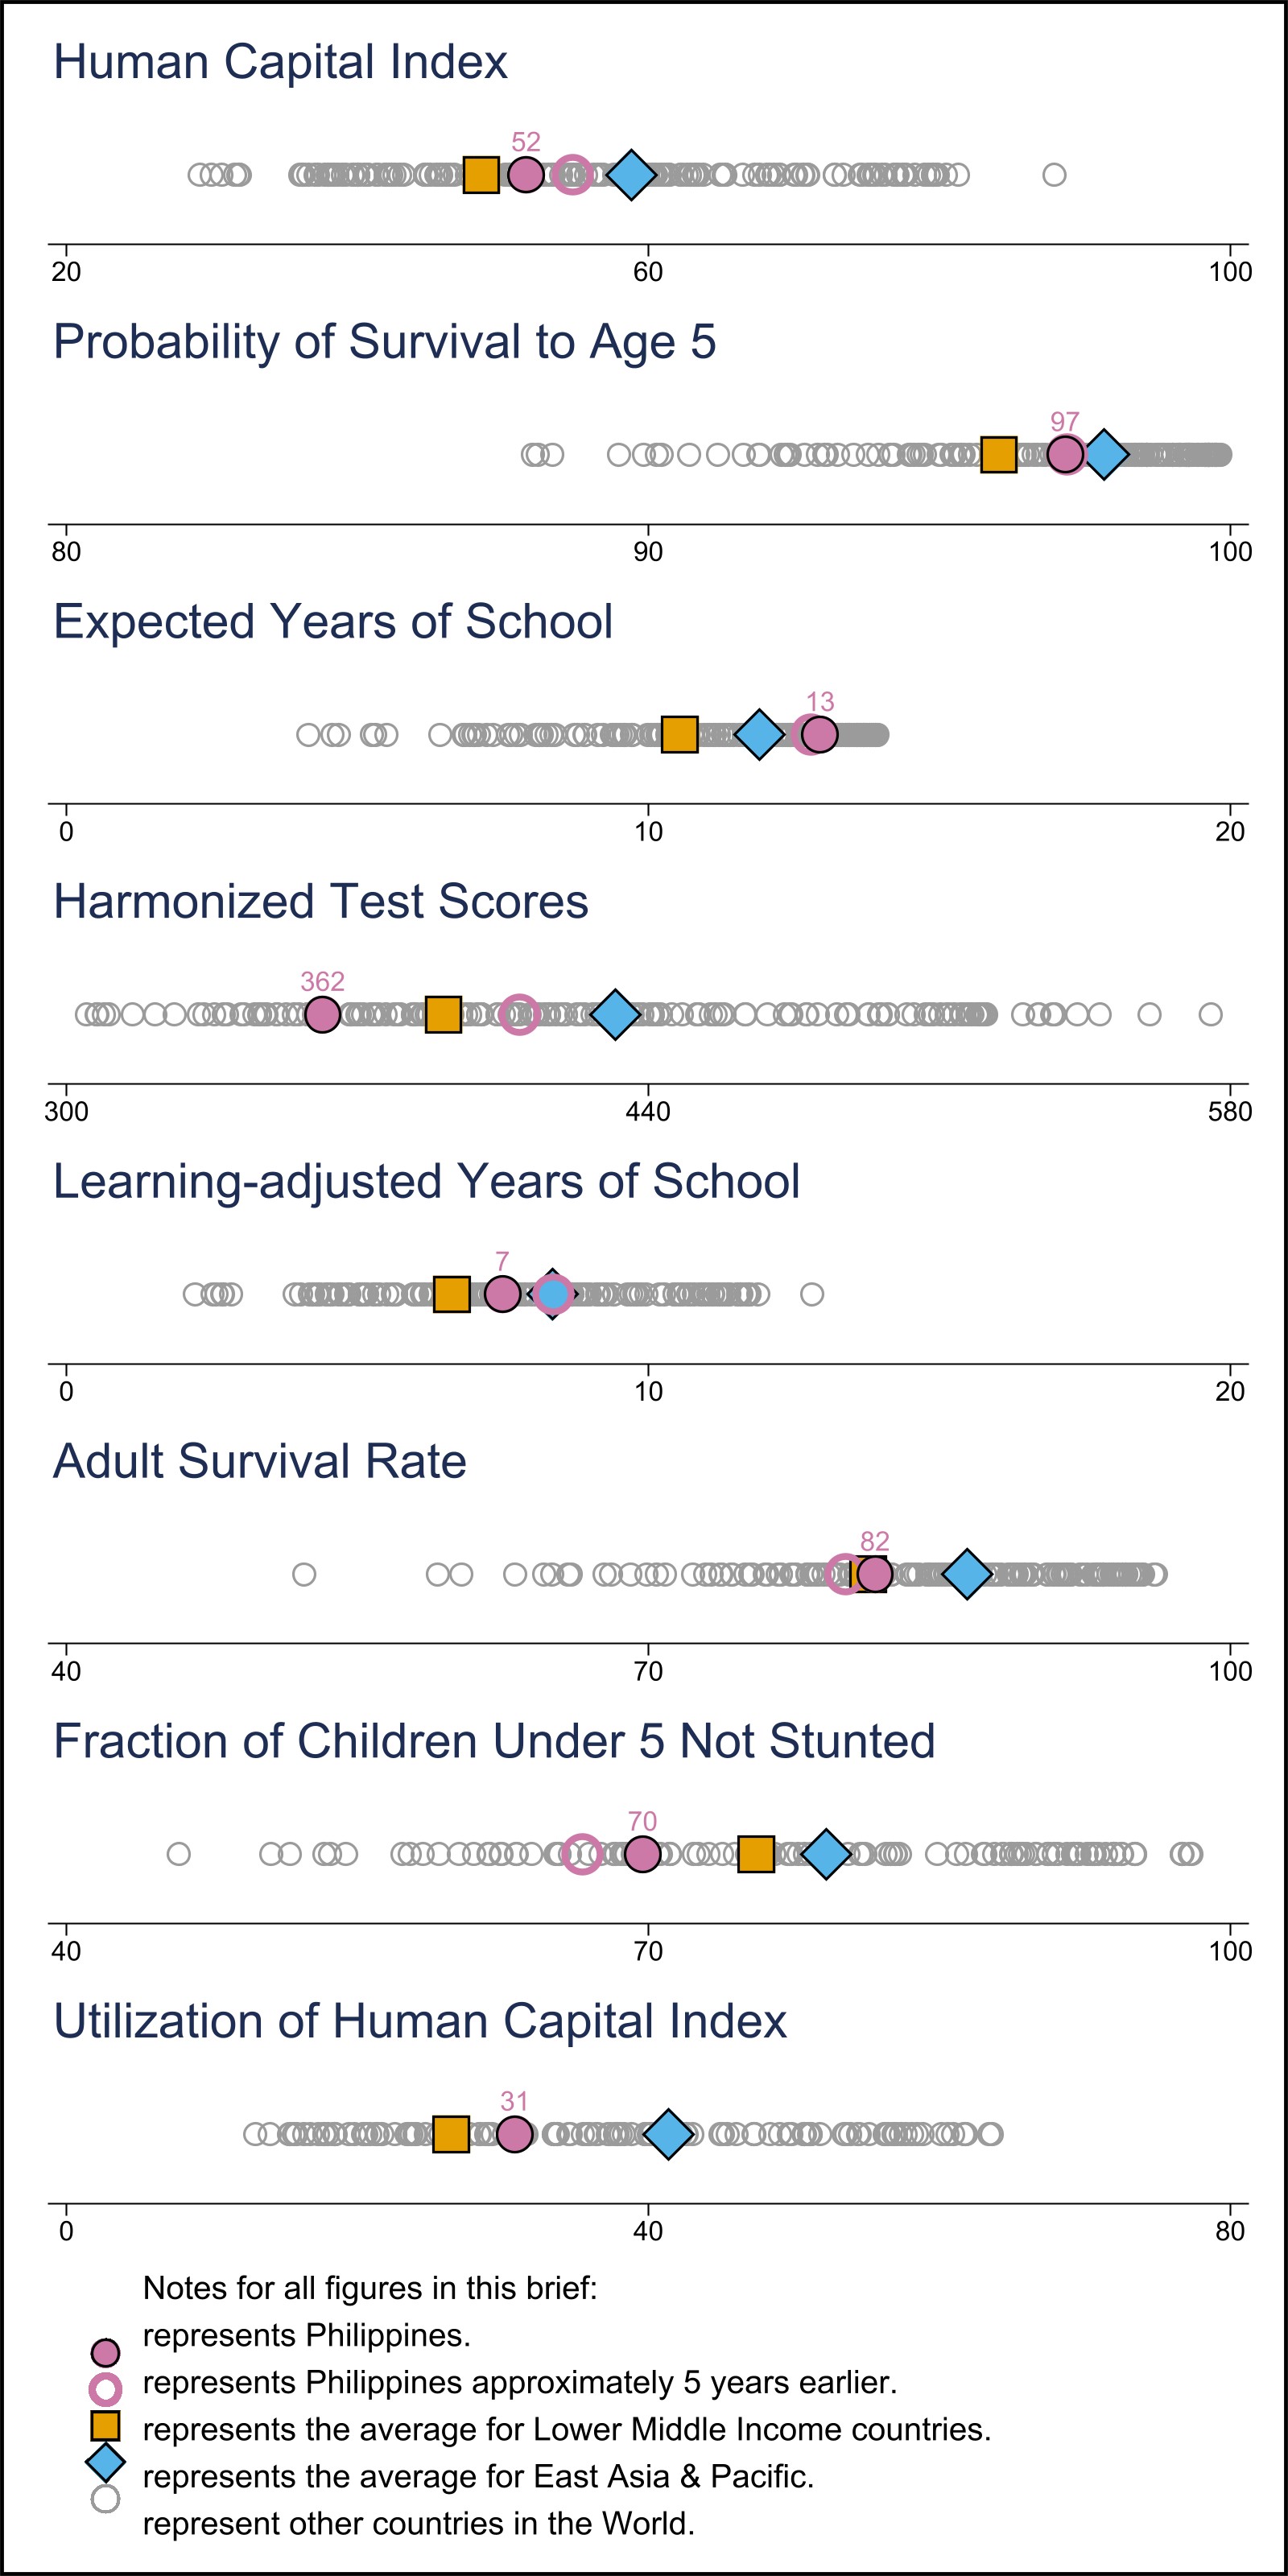 Human Capital Index
52
20 60 100
Probability of Survival to Age 5
97
80 90 100
Expected Years of School
13
0 10 20
Harmonized Test Scores
362
300 440 580
Learning-adjusted Years of School
7
0 10 20
Adult Survival Rate
82
40 70 100
Fraction of Children Under 5 Not Stunted
70
40 70 100
Utilization of Human Capital Index
31
0 40 80
Notes for all figures in this brief:
represents Philippines.
represents Philippines approximately 5 years earlier.
represents the average for Lower Middle Income countries.
represents the average for East Asia & Pacific.
represent other countries in the World.